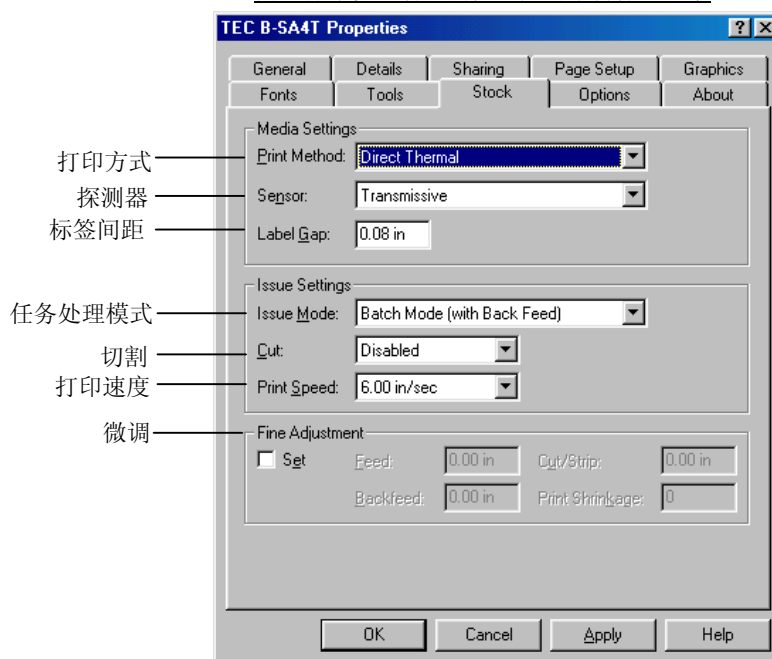 TEC B-SA4T Properties
General Details Sharing Page Setup Graphics
Fonts Tools Stock Options About
Media Settings
打印方式 Print Method: Direct Thermal
探测器 Sensor: Transmissive
标签间距 Label Gap: 0.08 in
Issue Settings
任务处理模式 Issue Mode: Batch Mode (with Back Feed)
切割 Cut: Disabled
打印速度 Print Speed: 6.00 in/sec
微调 Fine Adjustment
Set Feed: 0.00 in Cut/Strip: 0.00 in
Backfeed: 0.00 in Print Shrinkage: 0
OK Cancel Apply Help